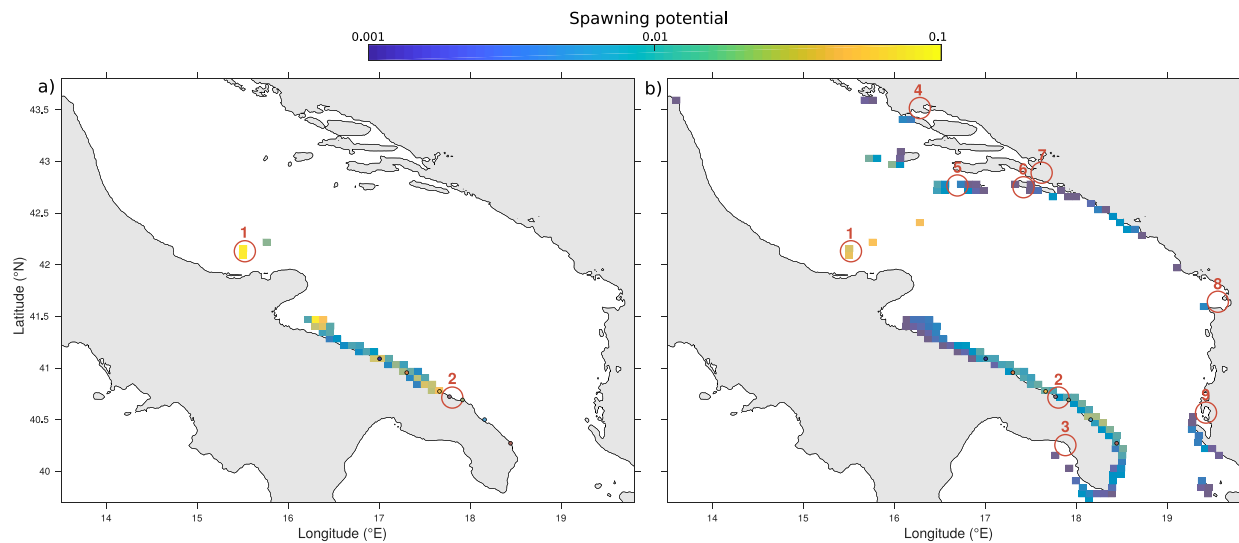 Spawning potential
0.001 0.01 0.1
a) b)
43,5
43
42,5
42
41,5
41
40,5
40
Latitude (°N)
1
2
1
2
3
4
5
6
7
8
9
14 15 16 17 18 19
14 15 16 17 18 19
Longitude (°E) Longitude (°E)